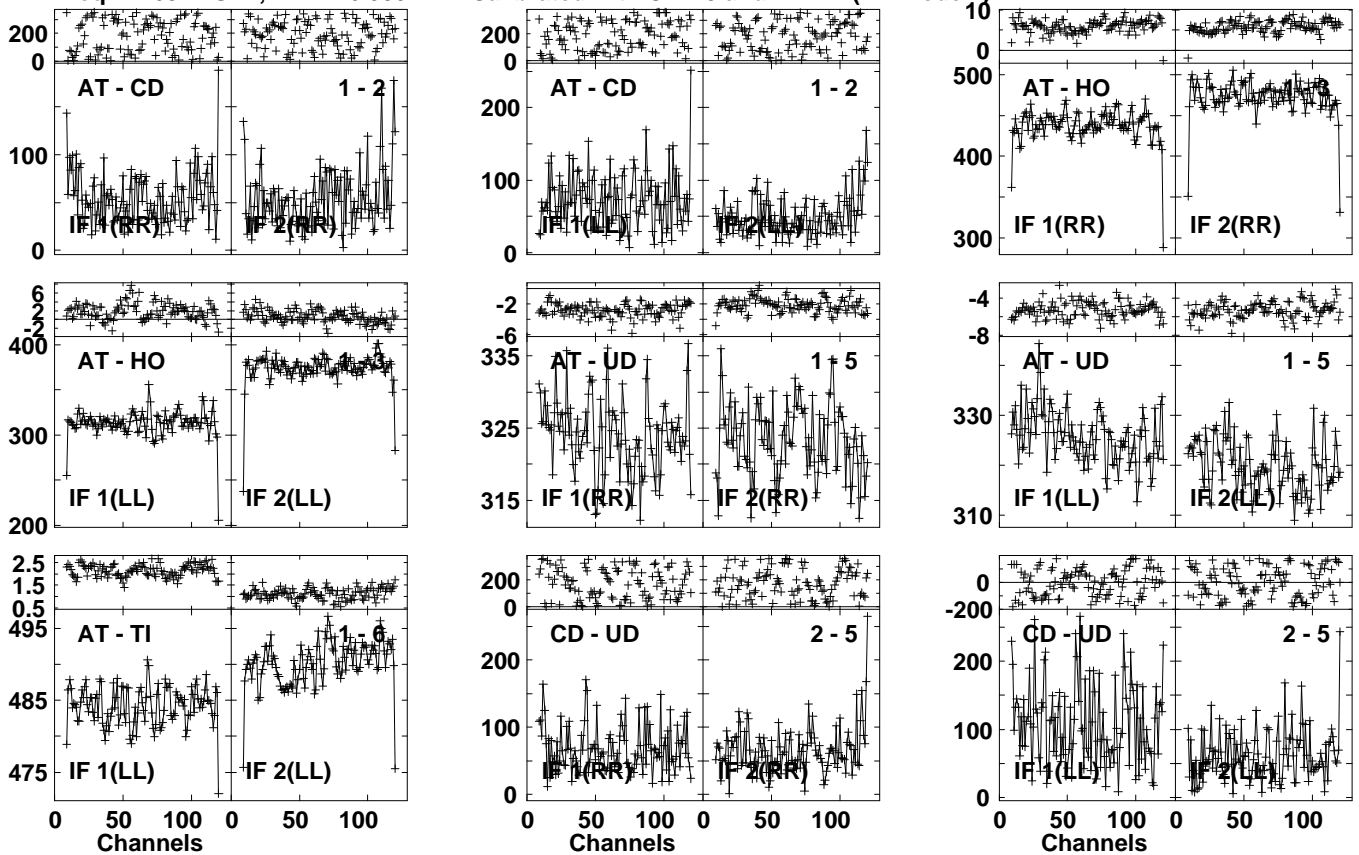 200
0
AT - CD
1 - 2
100
0
IF 1(RR)
IF 2(RR)
200
0
AT - CD
1 - 2
200
100
0
IF 1(LL)
IF 2(LL)
10
0
AT - HO
1 - 3
500
400
300
IF 1(RR)
IF 2(RR)
6
2
-2
AT - HO
1 - 3
400
300
200
IF 1(LL)
IF 2(LL)
-2
-6
AT - UD
1 - 5
335
325
315
IF 1(RR)
IF 2(RR)
-4
-8
AT - UD
1 - 5
330
310
IF 1(LL)
IF 2(LL)
2.5
1.5
0.5
AT - TI
1 - 6
495
485
475
IF 1(LL)
IF 2(LL)
0 50 100 0 50 100
Channels
200
0
CD - UD
2 - 5
200
100
0
IF 1(RR)
IF 2(RR)
0 50 100 0 50 100
Channels
0
-200
CD - UD
2 - 5
200
100
0
IF 1(LL)
IF 2(LL)
0 50 100 0 50 100
Channels